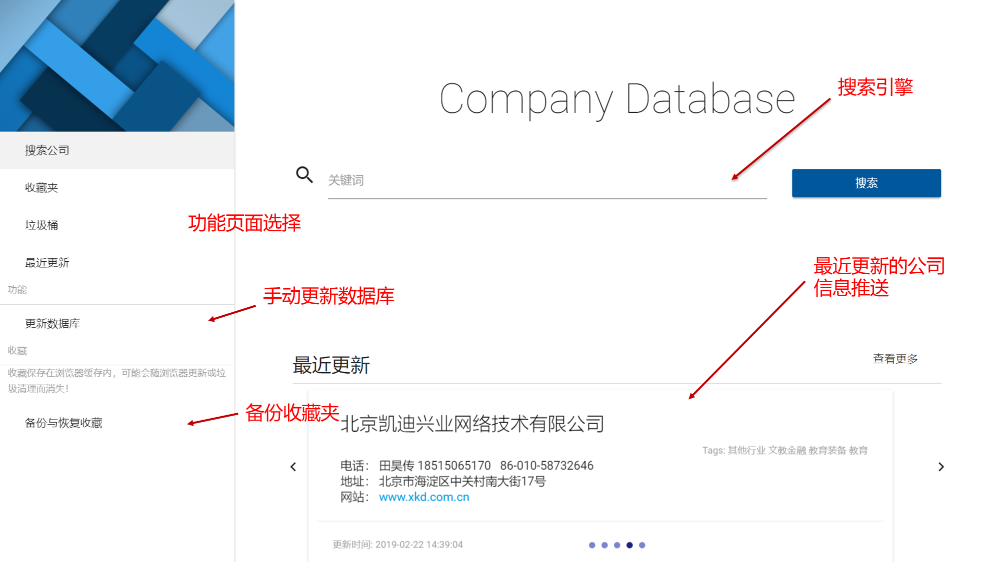 Company Database
搜索引擎
搜索公司
关键词
搜索
收藏夹
功能页面选择
垃圾桶
最近更新
最近更新的公司
信息推送
功能
手动更新数据库
更新数据库
收藏
收藏保存在浏览器缓存内，可能会随浏览器更新或垃
圾清理而消失！
备份收藏夹
备份与恢复收藏
最近更新
查看更多
北京凯迪兴业网络技术有限公司
Tags: 其他行业 文教金融 教育装备 教育
电话： 田昊传 18515065170 86-010-58732646
地址： 北京市海淀区中关村南大街17号
网站： www.xkd.com.cn
更新时间: 2019-02-22 14:39:04